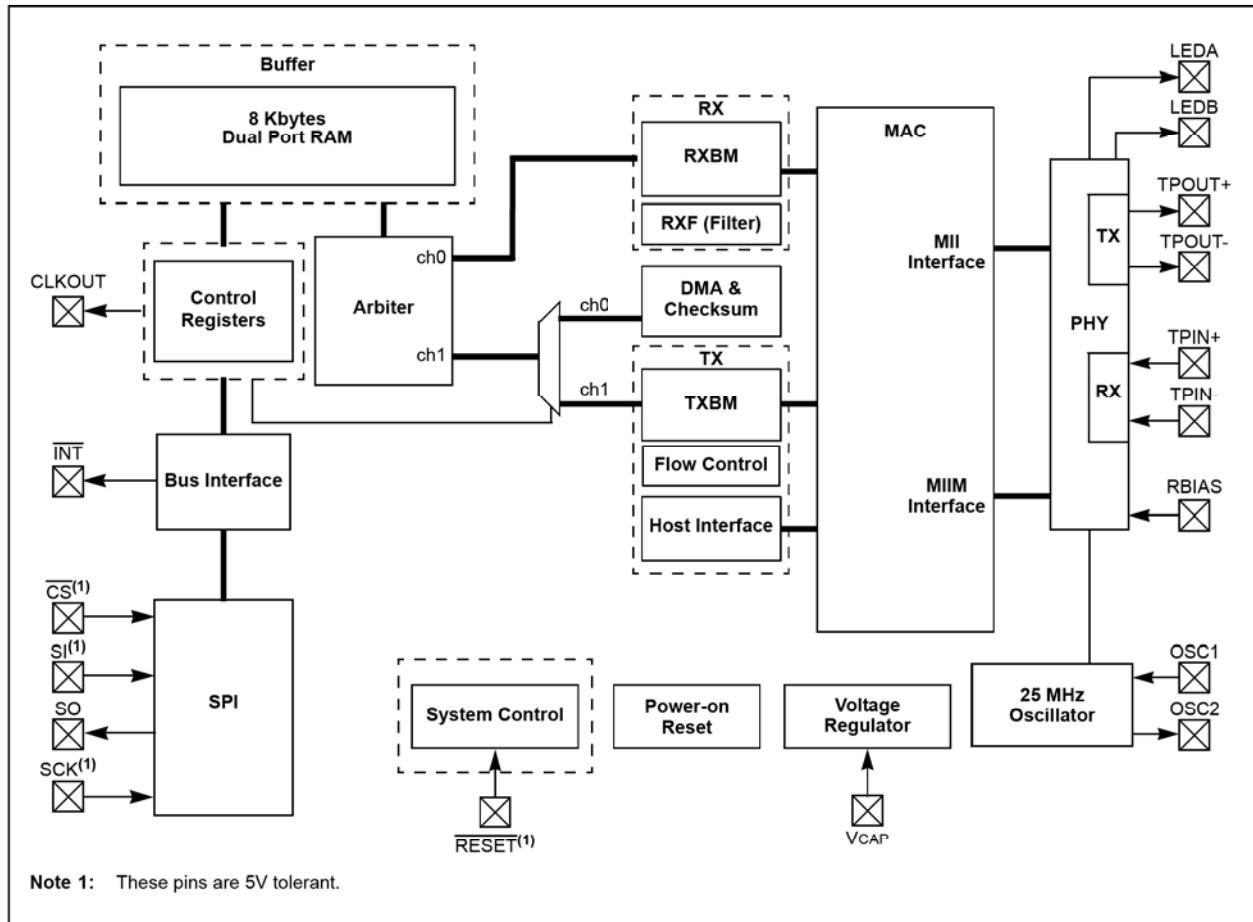 Buffer
8 Kbytes
Dual Port RAM
CLKOUT
Control
Registers
Arbiter
ch0
ch1
INT
Bus Interface
CS(1)
SI(1)
SO
SCK(1)
SPI
RX
RXBM
RXF (Filter)
ch0
DMA &
Checksum
ch1
TX
TXBM
Flow Control
Host Interface
MAC
MII
Interface
MIIM
Interface
LEDA
LEDB
TPOUT+
TPOUT-
TX
PHY
RX
TPIN+
TPIN-
RBIAS
System Control
RESET(1)
Power-on
Reset
Voltage
Regulator
VCAP
25 MHz
Oscillator
OSC1
OSC2
Note 1: These pins are 5V tolerant.